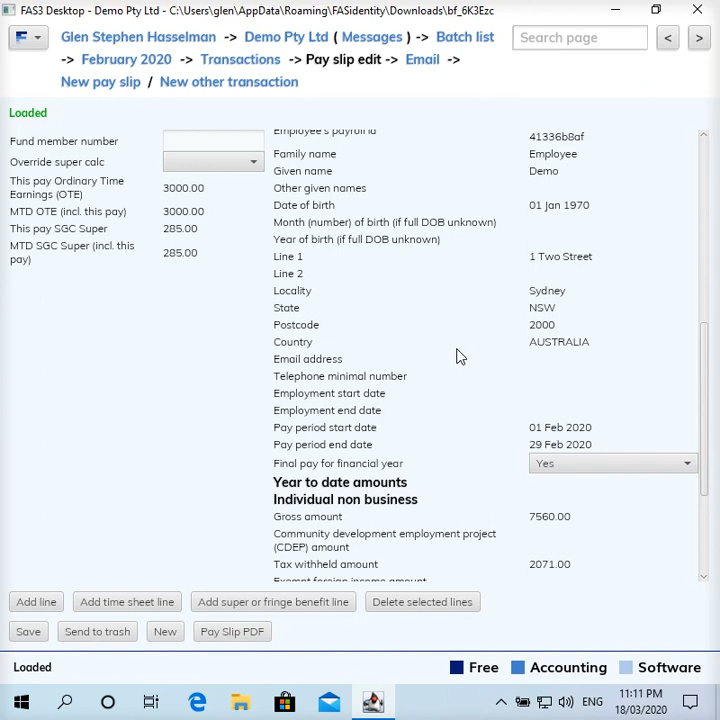 FAS3 Desktop - Demo Pty Ltd - C:\Users\glen\AppData\Roaming\FASidentity\Downloads\bf_6K3Ezc
F
Glen Stephen Hasselman -> Demo Pty Ltd ( Messages ) -> Batch list
-> February 2020 -> Transactions -> Pay slip edit -> Email ->
New pay slip / New other transaction
Search page
< >
Loaded
Fund member number
Override super calc
This pay Ordinary Time
Earnings (OTE) 3000.00
MTD OTE (incl. this pay) 3000.00
This pay SGC Super 285.00
MTD SGC Super (incl. this
pay) 285.00
Employee's payroll id 41336b8af
Family name Employee
Given name Demo
Other given names
Date of birth 01 Jan 1970
Month (number) of birth (if full DOB unknown)
Year of birth (if full DOB unknown)
Line 1 1 Two Street
Line 2
Locality Sydney
State NSW
Postcode 2000
Country AUSTRALIA
Email address
Telephone minimal number
Employment start date
Employment end date
Pay period start date 01 Feb 2020
Pay period end date 29 Feb 2020
Final pay for financial year Yes
Year to date amounts
Individual non business
Gross amount 7560.00
Community development employment project
(CDEP) amount
Tax withheld amount 2071.00
Exempt foreign income amount
Add line Add time sheet line Add super or fringe benefit line Delete selected lines
Save Send to trash New Pay Slip PDF
Loaded Free Accounting Software
ENG 11:11 PM
18/03/2020